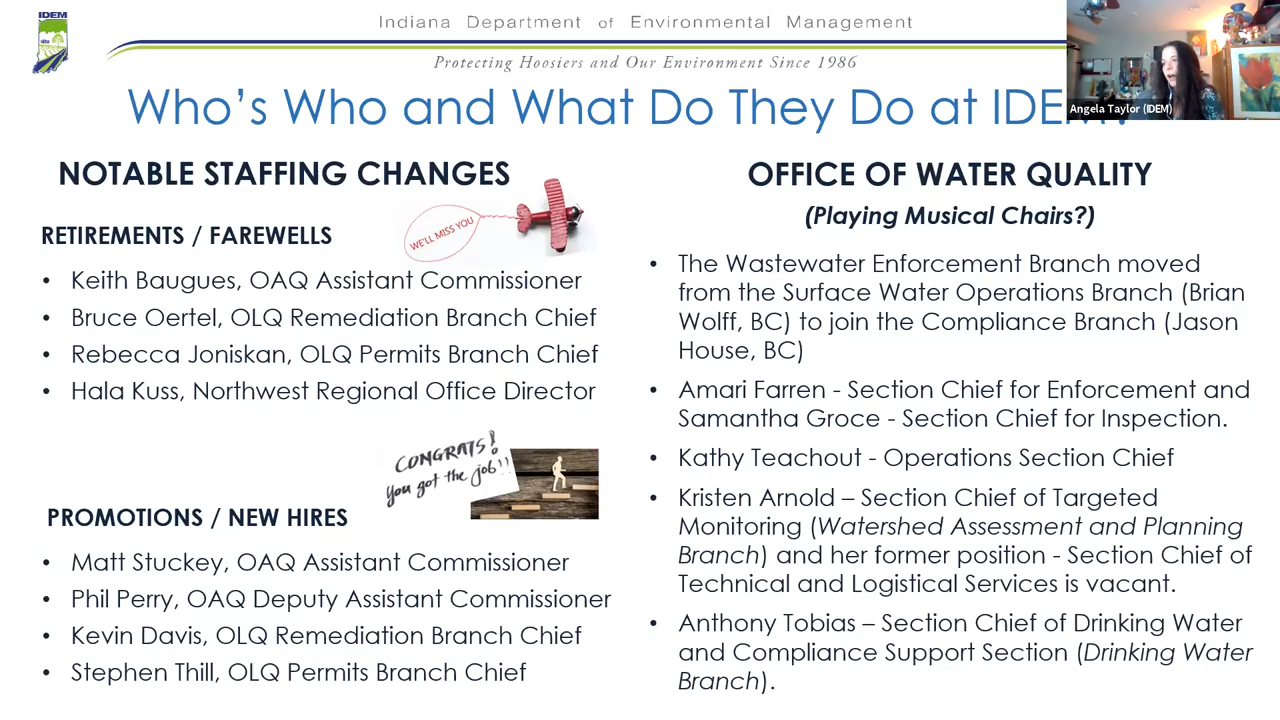 IDEM
Indiana Department of Environmental Management
Protecting Hoosiers and Our Environment Since 1986
Angela Taylor (IDEM)
Who's Who and What Do They Do at IDEM?
NOTABLE STAFFING CHANGES
WE'LL MISS YOU
RETIREMENTS / FAREWELLS
• Keith Baugues, OAQ Assistant Commissioner
• Bruce Oertel, OLQ Remediation Branch Chief
• Rebecca Joniskan, OLQ Permits Branch Chief
• Hala Kuss, Northwest Regional Office Director
CONGRATS!
you got the job!!
PROMOTIONS / NEW HIRES
• Matt Stuckey, OAQ Assistant Commissioner
• Phil Perry, OAQ Deputy Assistant Commissioner
• Kevin Davis, OLQ Remediation Branch Chief
• Stephen Thill, OLQ Permits Branch Chief
OFFICE OF WATER QUALITY
(Playing Musical Chairs?)
• The Wastewater Enforcement Branch moved
from the Surface Water Operations Branch (Brian
Wolff, BC) to join the Compliance Branch (Jason
House, BC)
• Amari Farren - Section Chief for Enforcement and
Samantha Groce - Section Chief for Inspection.
• Kathy Teachout - Operations Section Chief
• Kristen Arnold – Section Chief of Targeted
Monitoring (Watershed Assessment and Planning
Branch) and her former position - Section Chief of
Technical and Logistical Services is vacant.
• Anthony Tobias – Section Chief of Drinking Water
and Compliance Support Section (Drinking Water
Branch).